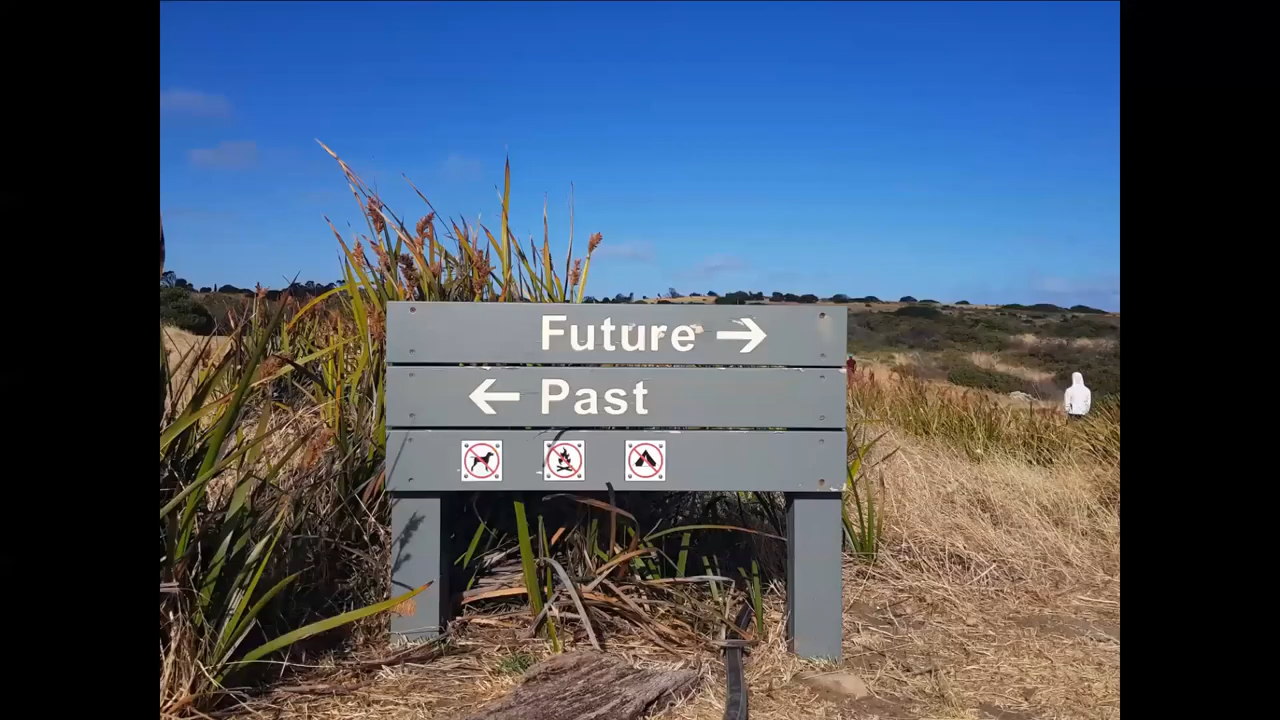 Future →
← Past